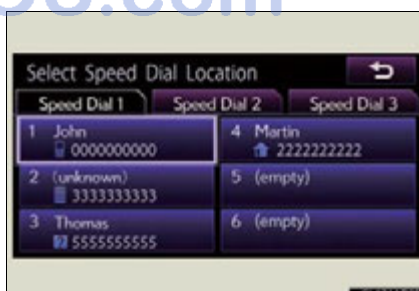 Select Speed Dial Location
Speed Dial 1 Speed Dial 2 Speed Dial 3
1 John
0000000000
2 (unknown)
3333333333
3 Thomas
5555555555
4 Martin
2222222222
5 (empty)
6 (empty)